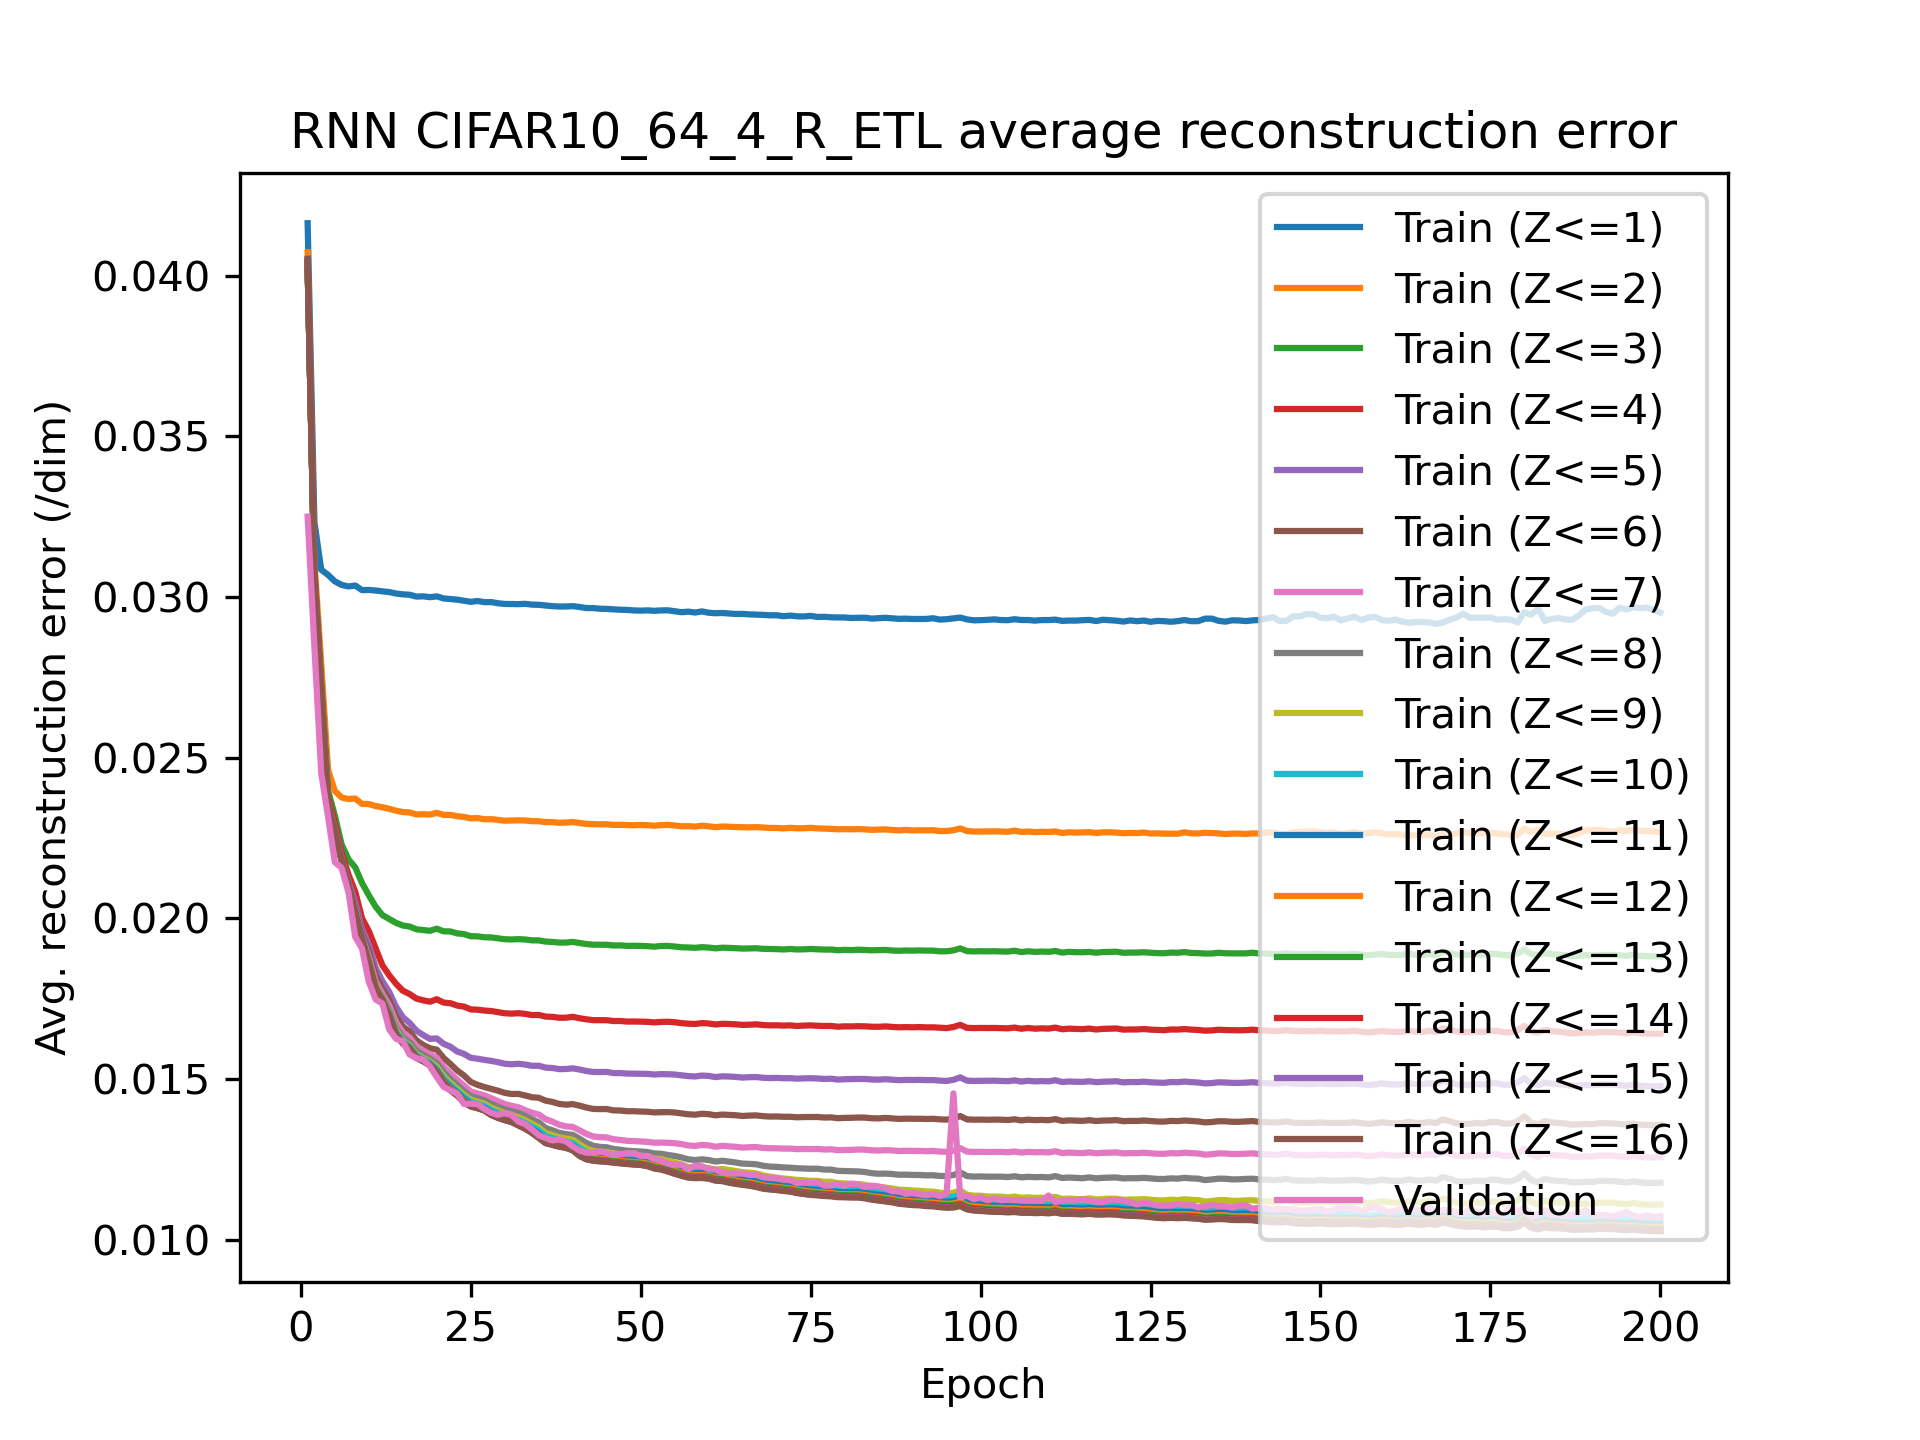 RNN CIFAR10_64_4_R_ETL average reconstruction error
Avg. reconstruction error (/dim)
0.040
0.035
0.030
0.025
0.020
0.015
0.010
Train (Z<=1)
Train (Z<=2)
Train (Z<=3)
Train (Z<=4)
Train (Z<=5)
Train (Z<=6)
Train (Z<=7)
Train (Z<=8)
Train (Z<=9)
Train (Z<=10)
Train (Z<=11)
Train (Z<=12)
Train (Z<=13)
Train (Z<=14)
Train (Z<=15)
Train (Z<=16)
Validation
0 25 50 75 100 125 150 175 200
Epoch